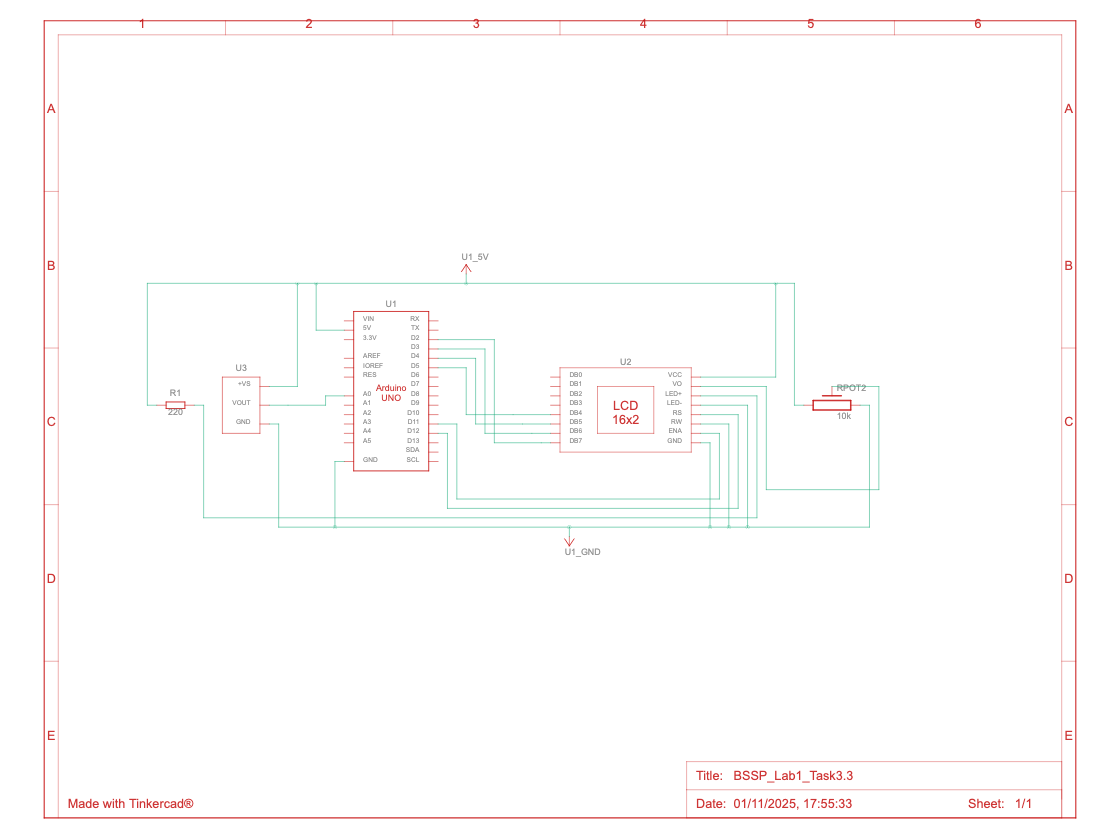 1 2 3 4 5 6
A A
B B
C C
D D
E E
U1_5V
U1
VIN RX
5V TX
3.3V D2
D3
AREF D4
IOREF D5
RES D6
D7
A0 D8
A1 D9
A2 D10
A3 D11
A4 D12
A5 D13
SDA
GND SCL
Arduino
UNO
U3
+VS
VOUT
GND
R1
220
U2
DB0 VCC
DB1 VO
DB2 LED+
DB3 LED-
DB4 RS
DB5 RW
DB6 ENA
DB7 GND
LCD
16x2
RPOT2
10k
U1_GND
Title: BSSP_Lab1_Task3.3
Made with Tinkercad®
Date: 01/11/2025, 17:55:33 Sheet: 1/1